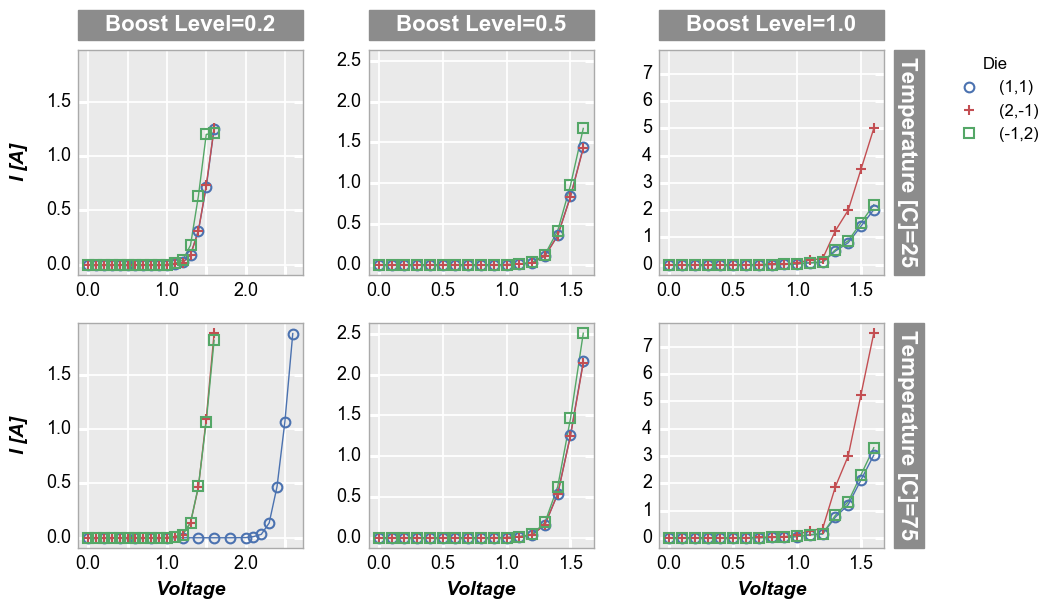 Boost Level=0.2
Boost Level=0.5
Boost Level=1.0
I [A]
1.5
1.0
0.5
0.0
0.0 1.0 2.0
2.5
2.0
1.5
1.0
0.5
0.0
0.0 0.5 1.0 1.5
7
6
5
4
3
2
1
0
0.0 0.5 1.0 1.5
Temperature [C]=25
Die
(1,1)
(2,-1)
(-1,2)
I [A]
1.5
1.0
0.5
0.0
0.0 1.0 2.0
Voltage
2.5
2.0
1.5
1.0
0.5
0.0
0.0 0.5 1.0 1.5
Voltage
7
6
5
4
3
2
1
0
0.0 0.5 1.0 1.5
Voltage
Temperature [C]=75